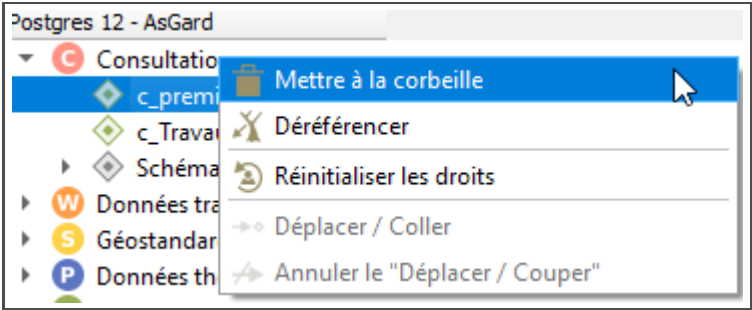 Postgres 12 - AsGard
C Consultatio
Mettre à la corbeille
c_premi
Déréférencer
c_Trava
Schéma
Réinitialiser les droits
W Données tra
Déplacer / Coller
S Géostandar
P Données th
Annuler le "Déplacer / Couper"